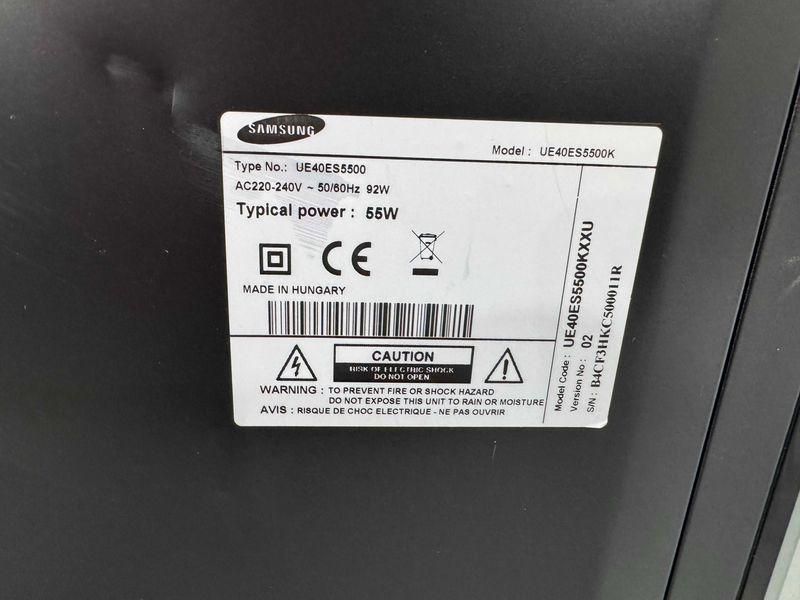 SAMSUNG
Model : UE40ES5500K
Type No.: UE40ES5500
AC220-240V ~ 50/60Hz 92W
Typical power : 55W
CE
MADE IN HUNGARY
CAUTION
RISK OF ELECTRIC SHOCK
DO NOT OPEN
WARNING : TO PREVENT FIRE OR SHOCK HAZARD
DO NOT EXPOSE THIS UNIT TO RAIN OR MOISTURE
AVIS : RISQUE DE CHOC ELECTRIQUE - NE PAS OUVRIR
Model Code : UE40ES5500KXXU
Version No : 02
S/N : B4CF3HKC500011R